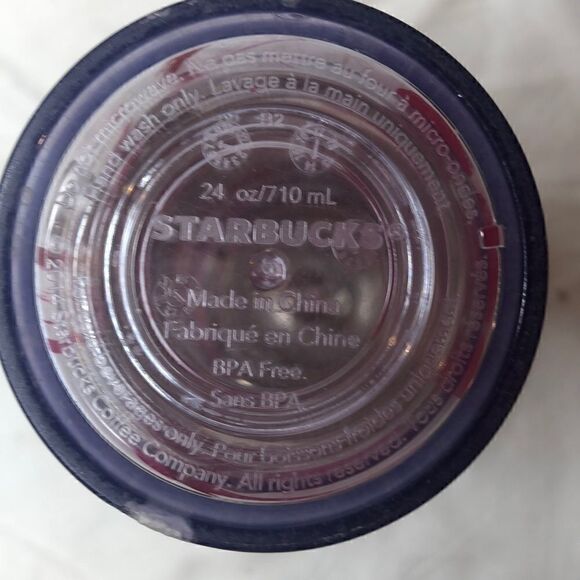 Do not microwave. Ne pas mettre au four à micro-ondes.
Hand wash only. Lavage à la main uniquement.
24 oz/710 mL
STARBUCKS®
Made in China
Fabriqué en Chine
BPA Free.
Sans BPA.
beverages only. Pour boissons froides uniquement.
Starbucks Coffee Company. All rights reserved. Tous droits réservés.